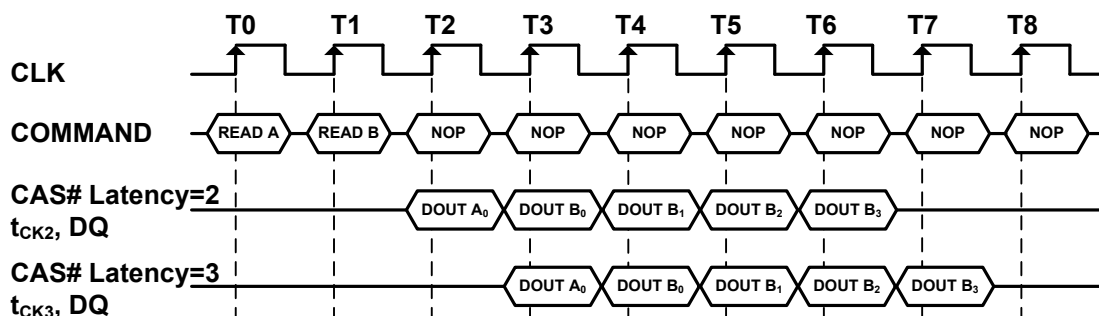 T0 T1 T2 T3 T4 T5 T6 T7 T8
CLK
COMMAND READ A READ B NOP NOP NOP NOP NOP NOP NOP
CAS# Latency=2
tCK2, DQ DOUT A0 DOUT B0 DOUT B1 DOUT B2 DOUT B3
CAS# Latency=3
tCK3, DQ DOUT A0 DOUT B0 DOUT B1 DOUT B2 DOUT B3